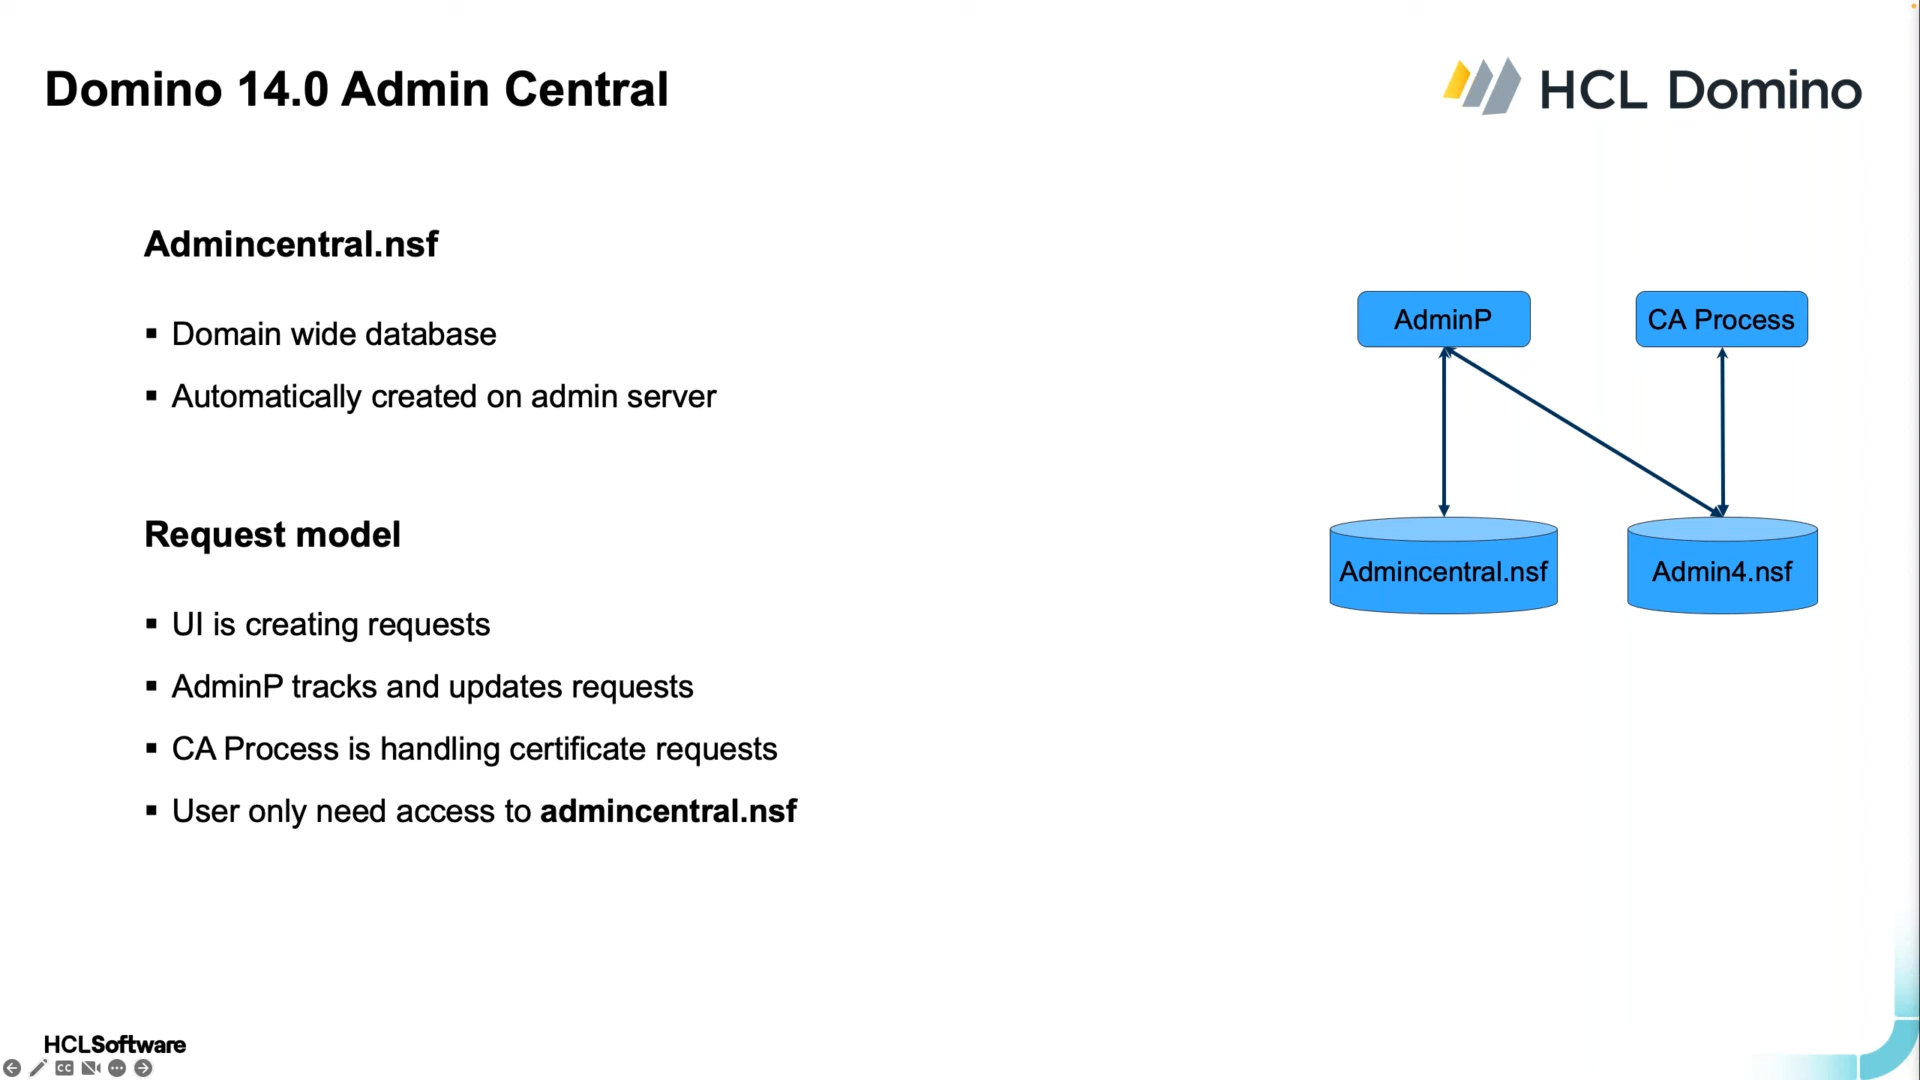 Domino 14.0 Admin Central
HCL Domino
Admincentral.nsf
▪ Domain wide database
▪ Automatically created on admin server
Request model
▪ UI is creating requests
▪ AdminP tracks and updates requests
▪ CA Process is handling certificate requests
▪ User only need access to admincentral.nsf
AdminP
CA Process
Admincentral.nsf
Admin4.nsf
HCLSoftware
CC